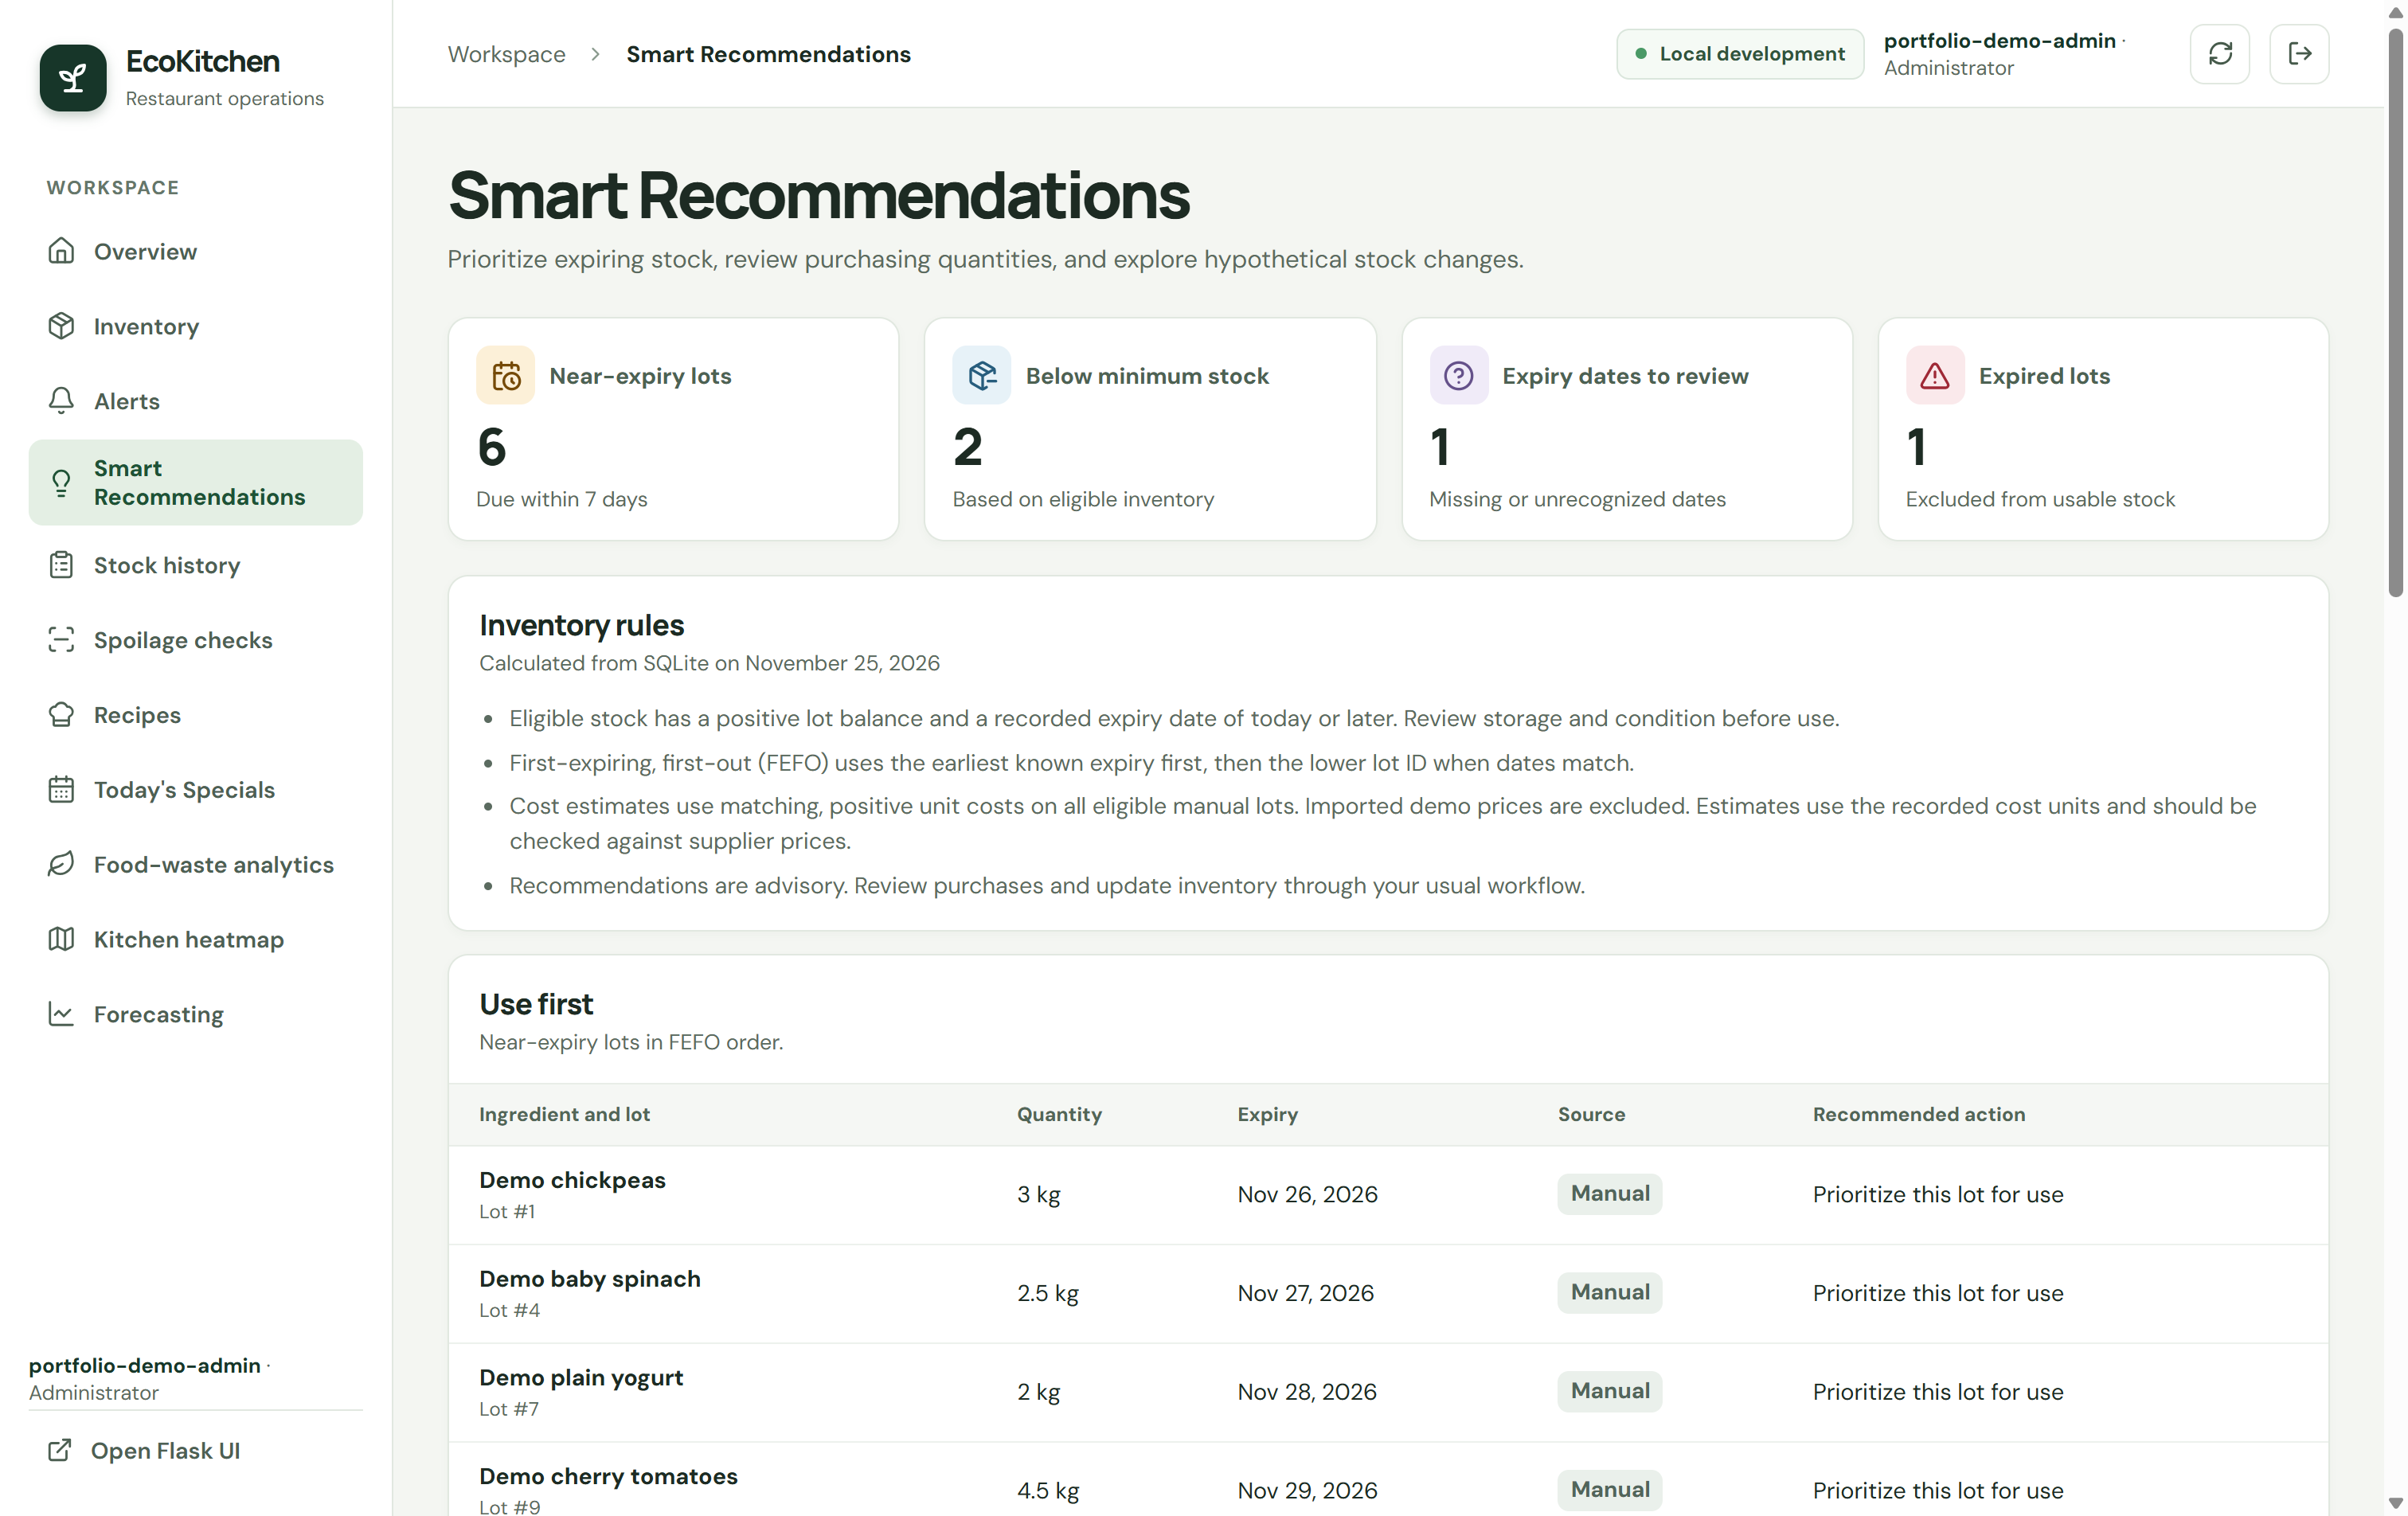 EcoKitchen
Restaurant operations
WORKSPACE
Overview
Inventory
Alerts
Smart
Recommendations
Stock history
Spoilage checks
Recipes
Today's Specials
Food-waste analytics
Kitchen heatmap
Forecasting
portfolio-demo-admin ·
Administrator
Open Flask UI
Workspace > Smart Recommendations
Local development
portfolio-demo-admin ·
Administrator
Smart Recommendations
Prioritize expiring stock, review purchasing quantities, and explore hypothetical stock changes.
Near-expiry lots
6
Due within 7 days
Below minimum stock
2
Based on eligible inventory
Expiry dates to review
1
Missing or unrecognized dates
Expired lots
1
Excluded from usable stock
Inventory rules
Calculated from SQLite on November 25, 2026
• Eligible stock has a positive lot balance and a recorded expiry date of today or later. Review storage and condition before use.
• First-expiring, first-out (FEFO) uses the earliest known expiry first, then the lower lot ID when dates match.
• Cost estimates use matching, positive unit costs on all eligible manual lots. Imported demo prices are excluded. Estimates use the recorded cost units and should be
checked against supplier prices.
• Recommendations are advisory. Review purchases and update inventory through your usual workflow.
Use first
Near-expiry lots in FEFO order.
Ingredient and lot Quantity Expiry Source Recommended action
Demo chickpeas
Lot #1
3 kg Nov 26, 2026 Manual Prioritize this lot for use
Demo baby spinach
Lot #4
2.5 kg Nov 27, 2026 Manual Prioritize this lot for use
Demo plain yogurt
Lot #7
2 kg Nov 28, 2026 Manual Prioritize this lot for use
Demo cherry tomatoes
Lot #9
4.5 kg Nov 29, 2026 Manual Prioritize this lot for use